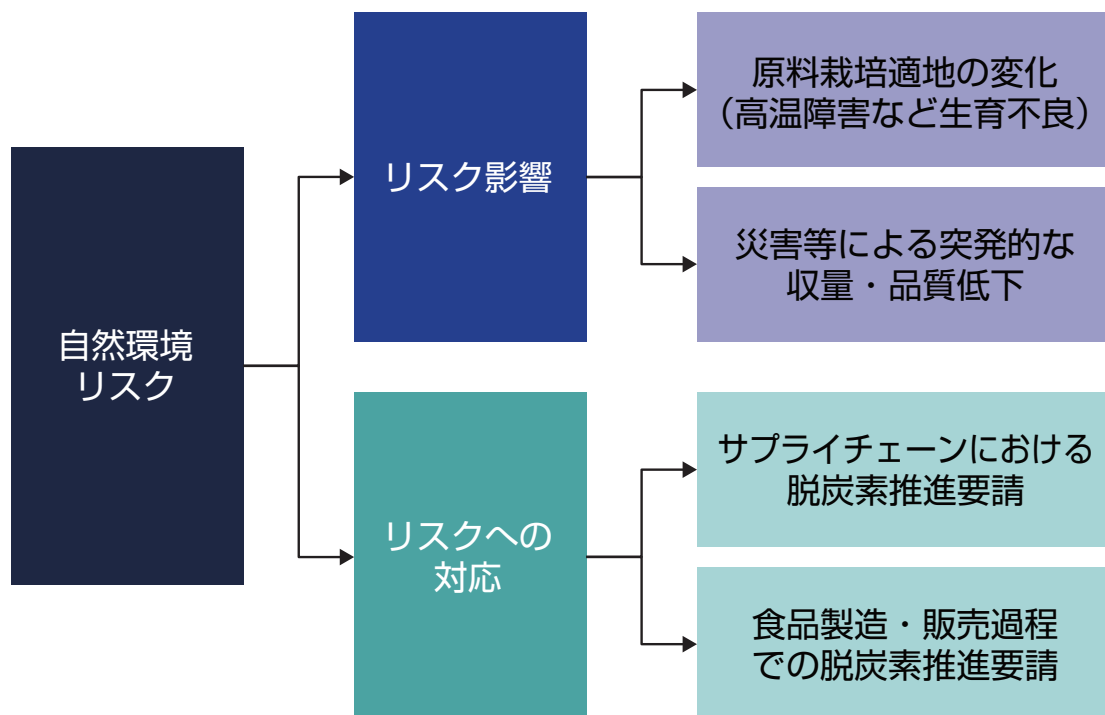 自然環境
リスク
リスク影響
原料栽培適地の変化
（高温障害など生育不良）
災害等による突発的な
収量・品質低下
リスクへの
対応
サプライチェーンにおける
脱炭素推進要請
食品製造・販売過程
での脱炭素推進要請